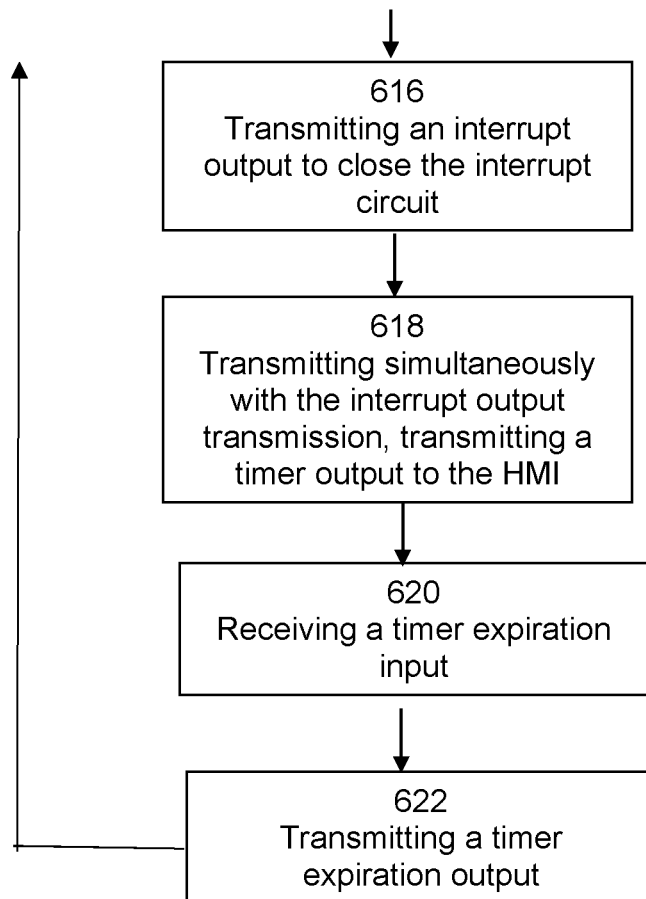 616
Transmitting an interrupt
output to close the interrupt
circuit
618
Transmitting simultaneously
with the interrupt output
transmission, transmitting a
timer output to the HMI
620
Receiving a timer expiration
input
622
Transmitting a timer
expiration output